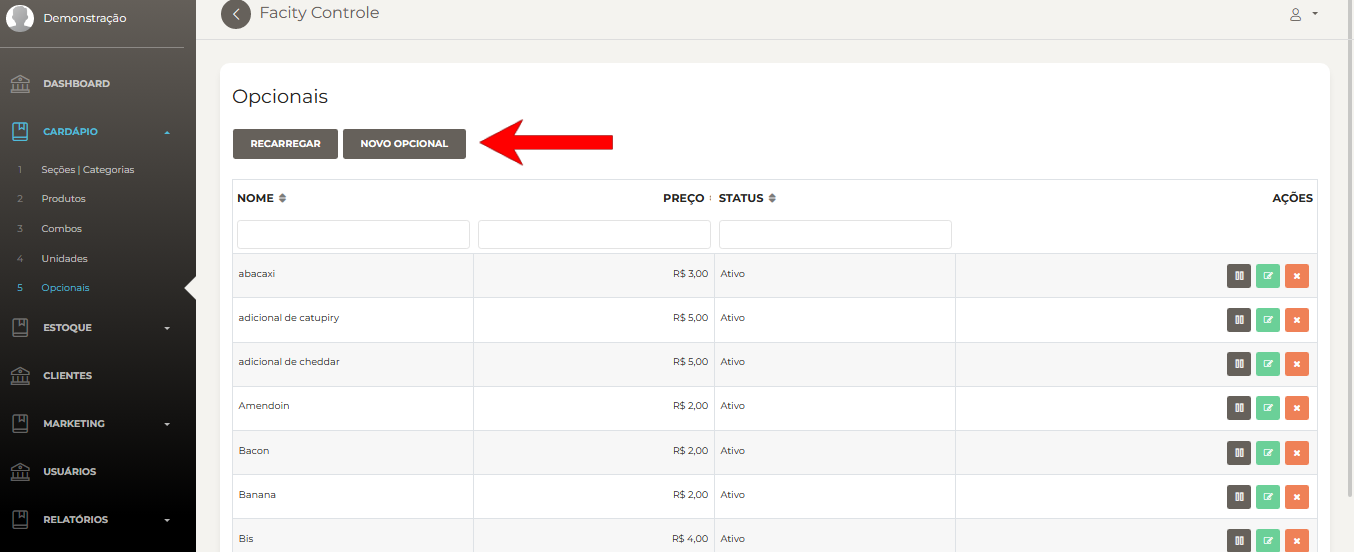 Demonstração
Facity Controle
DASHBOARD
CARDÁPIO
1 Seções | Categorias
2 Produtos
3 Combos
4 Unidades
5 Opcionais
ESTOQUE
CLIENTES
MARKETING
USUÁRIOS
RELATÓRIOS
Opcionais
RECARREGAR NOVO OPCIONAL
NOME PREÇO STATUS AÇÕES
abacaxi R$ 3,00 Ativo
adicional de catupiry R$ 5,00 Ativo
adicional de cheddar R$ 5,00 Ativo
Amendoin R$ 2,00 Ativo
Bacon R$ 2,00 Ativo
Banana R$ 2,00 Ativo
Bis R$ 4,00 Ativo